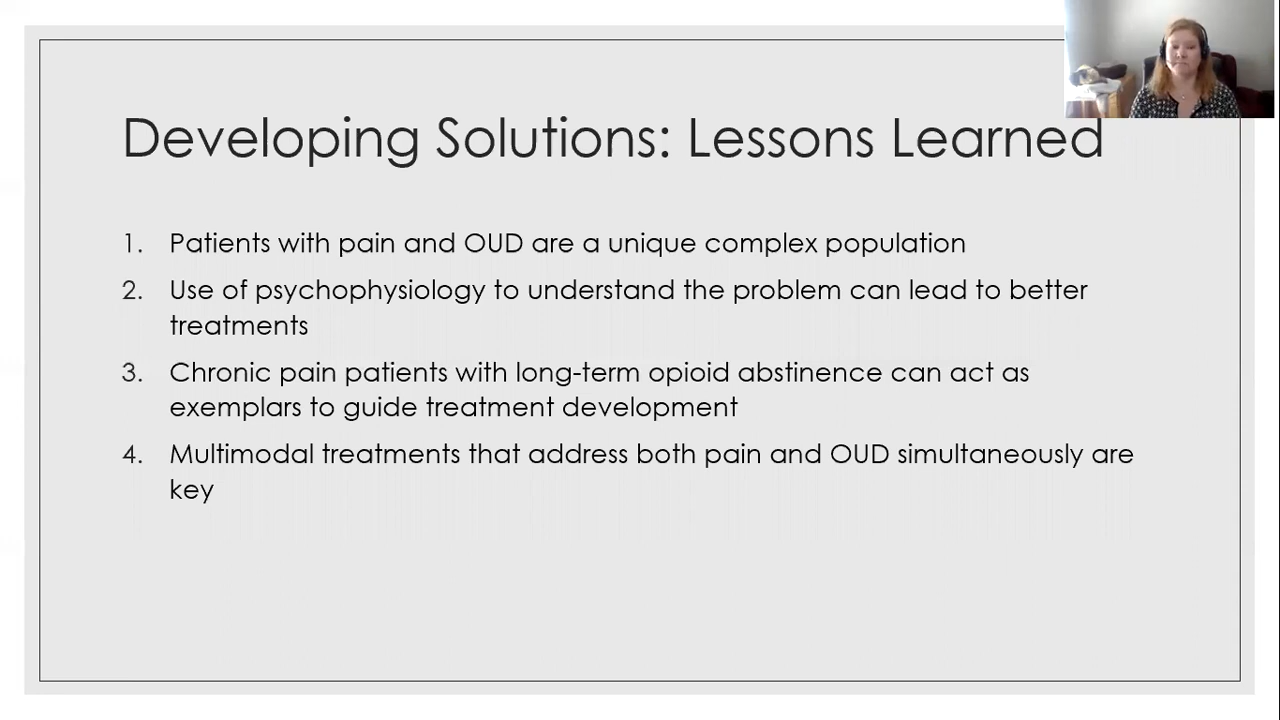 Developing Solutions: Lessons Learned
1. Patients with pain and OUD are a unique complex population
2. Use of psychophysiology to understand the problem can lead to better
treatments
3. Chronic pain patients with long-term opioid abstinence can act as
exemplars to guide treatment development
4. Multimodal treatments that address both pain and OUD simultaneously are
key